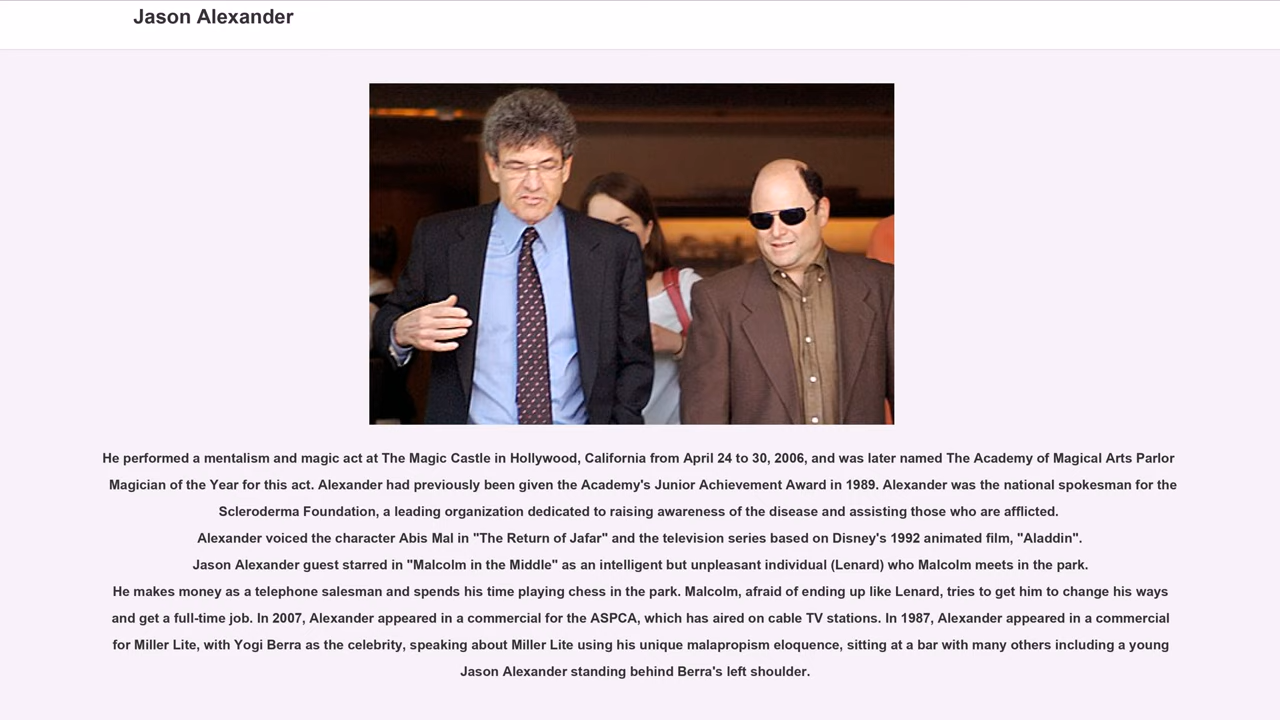 Jason Alexander
He performed a mentalism and magic act at The Magic Castle in Hollywood, California from April 24 to 30, 2006, and was later named The Academy of Magical Arts Parlor
Magician of the Year for this act. Alexander had previously been given the Academy's Junior Achievement Award in 1989. Alexander was the national spokesman for the
Scleroderma Foundation, a leading organization dedicated to raising awareness of the disease and assisting those who are afflicted.
Alexander voiced the character Abis Mal in "The Return of Jafar" and the television series based on Disney's 1992 animated film, "Aladdin".
Jason Alexander guest starred in "Malcolm in the Middle" as an intelligent but unpleasant individual (Lenard) who Malcolm meets in the park.
He makes money as a telephone salesman and spends his time playing chess in the park. Malcolm, afraid of ending up like Lenard, tries to get him to change his ways
and get a full-time job. In 2007, Alexander appeared in a commercial for the ASPCA, which has aired on cable TV stations. In 1987, Alexander appeared in a commercial
for Miller Lite, with Yogi Berra as the celebrity, speaking about Miller Lite using his unique malapropism eloquence, sitting at a bar with many others including a young
Jason Alexander standing behind Berra's left shoulder.